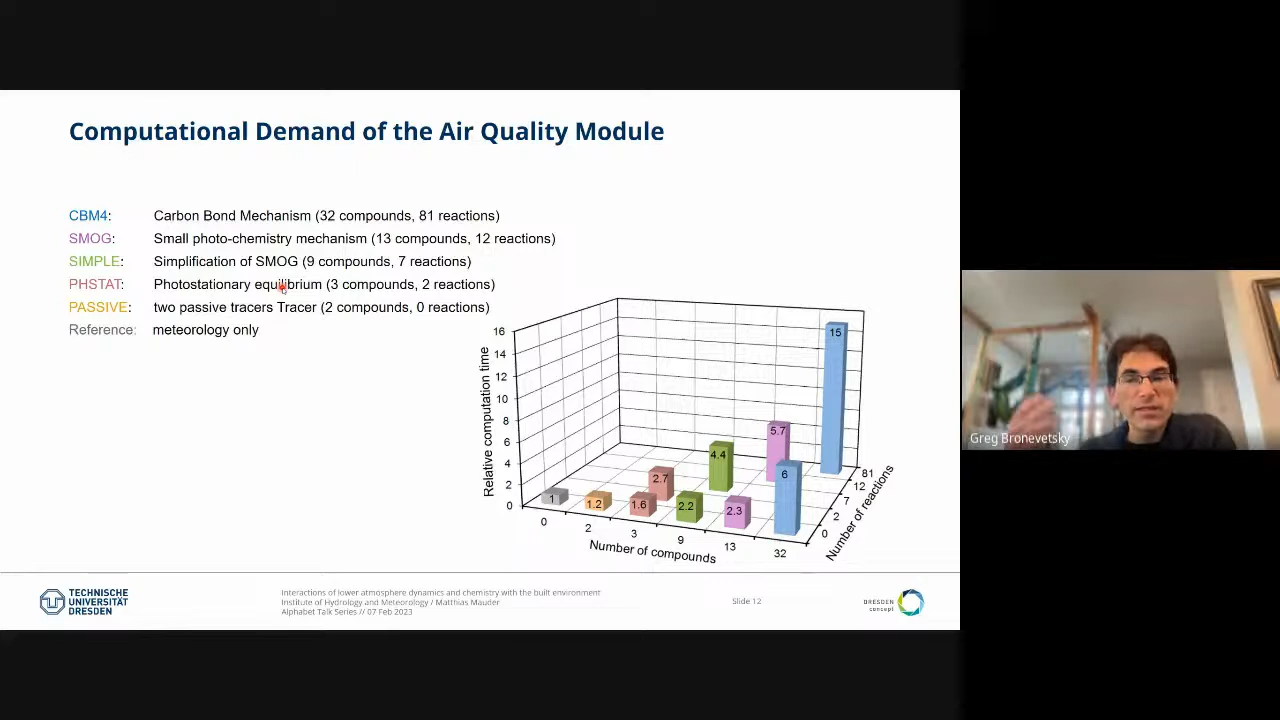 Computational Demand of the Air Quality Module
CBM4: Carbon Bond Mechanism (32 compounds, 81 reactions)
SMOG: Small photo-chemistry mechanism (13 compounds, 12 reactions)
SIMPLE: Simplification of SMOG (9 compounds, 7 reactions)
PHSTAT: Photostationary equilibrium (3 compounds, 2 reactions)
PASSIVE: two passive tracers Tracer (2 compounds, 0 reactions)
Reference: meteorology only
Relative computation time
16
14
12
10
8
6
4
2
0
15
5.7
4.4
2.7
6
2.3
2.2
1.6
1.2
1
0
2
3
9
13
32
Number of compounds
81
12
7
2
0
Number of reactions
TECHNISCHE
UNIVERSITÄT
DRESDEN
Interactions of lower atmosphere dynamics and chemistry with the built environment
Institute of Hydrology and Meteorology / Matthias Mauder
Alphabet Talk Series // 07 Feb 2023
Slide 12
DRESDEN
concept
Greg Bronevetsky